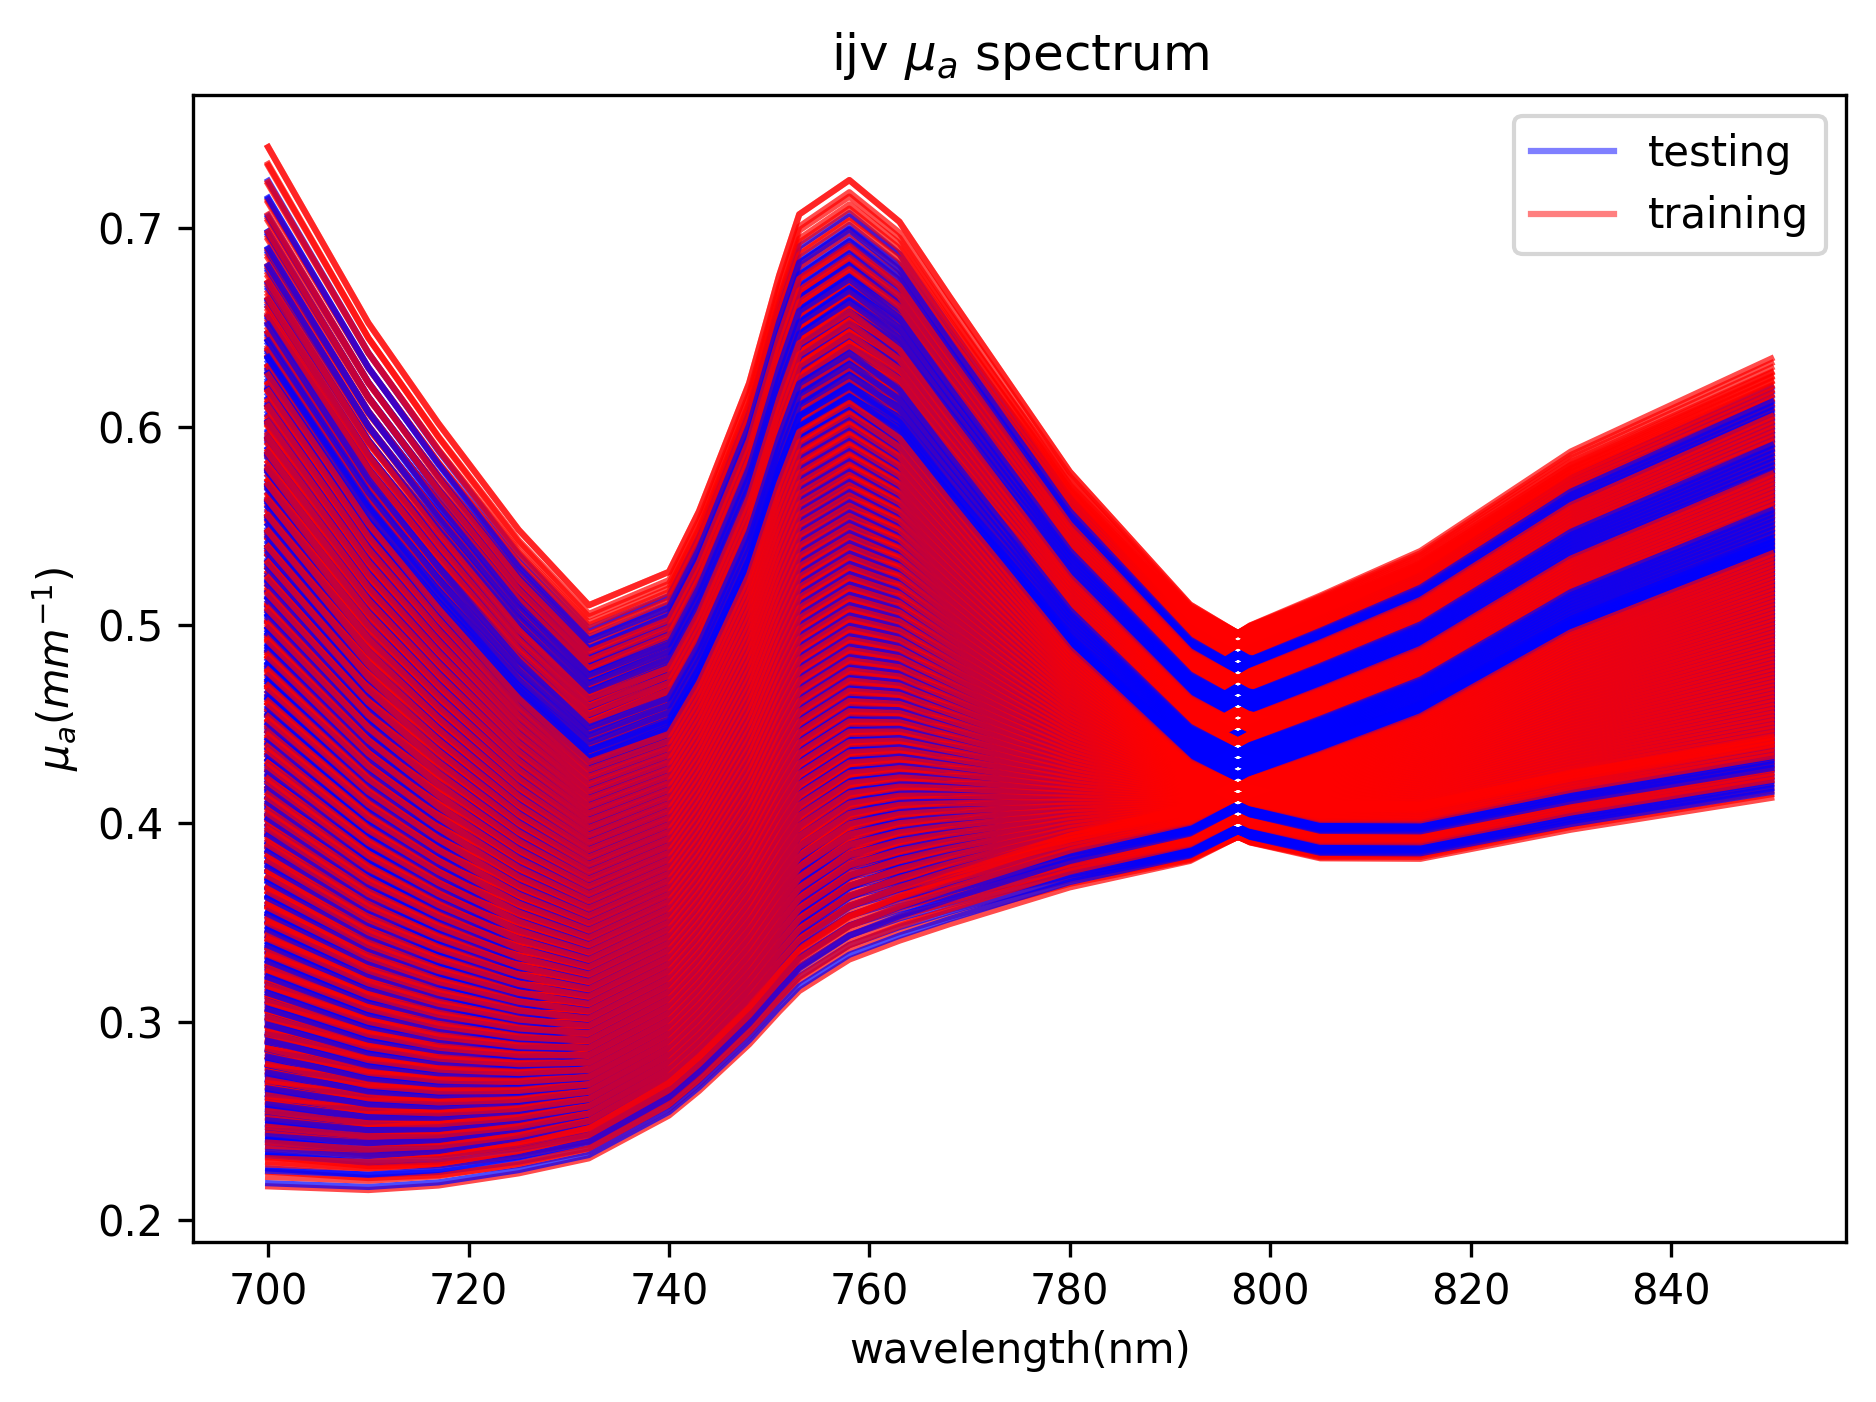 ijv μₐ spectrum
testing
training
0.7
0.6
0.5
0.4
0.3
0.2
μₐ(mm⁻¹)
700 720 740 760 780 800 820 840
wavelength(nm)